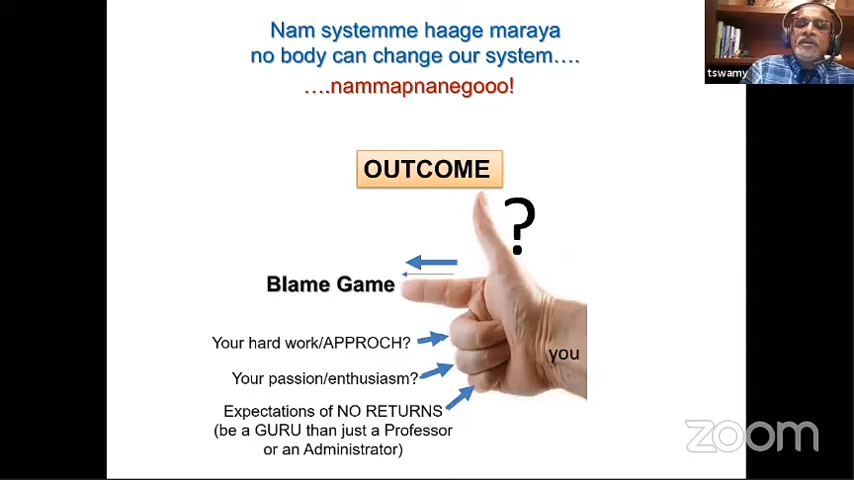 Nam systemme haage maraya
no body can change our system....
....nammapnanegooo!
tswamy
OUTCOME
?
Blame Game
Your hard work/APPROCH?
you
Your passion/enthusiasm?
Expectations of NO RETURNS
(be a GURU than just a Professor
or an Administrator)
zoom